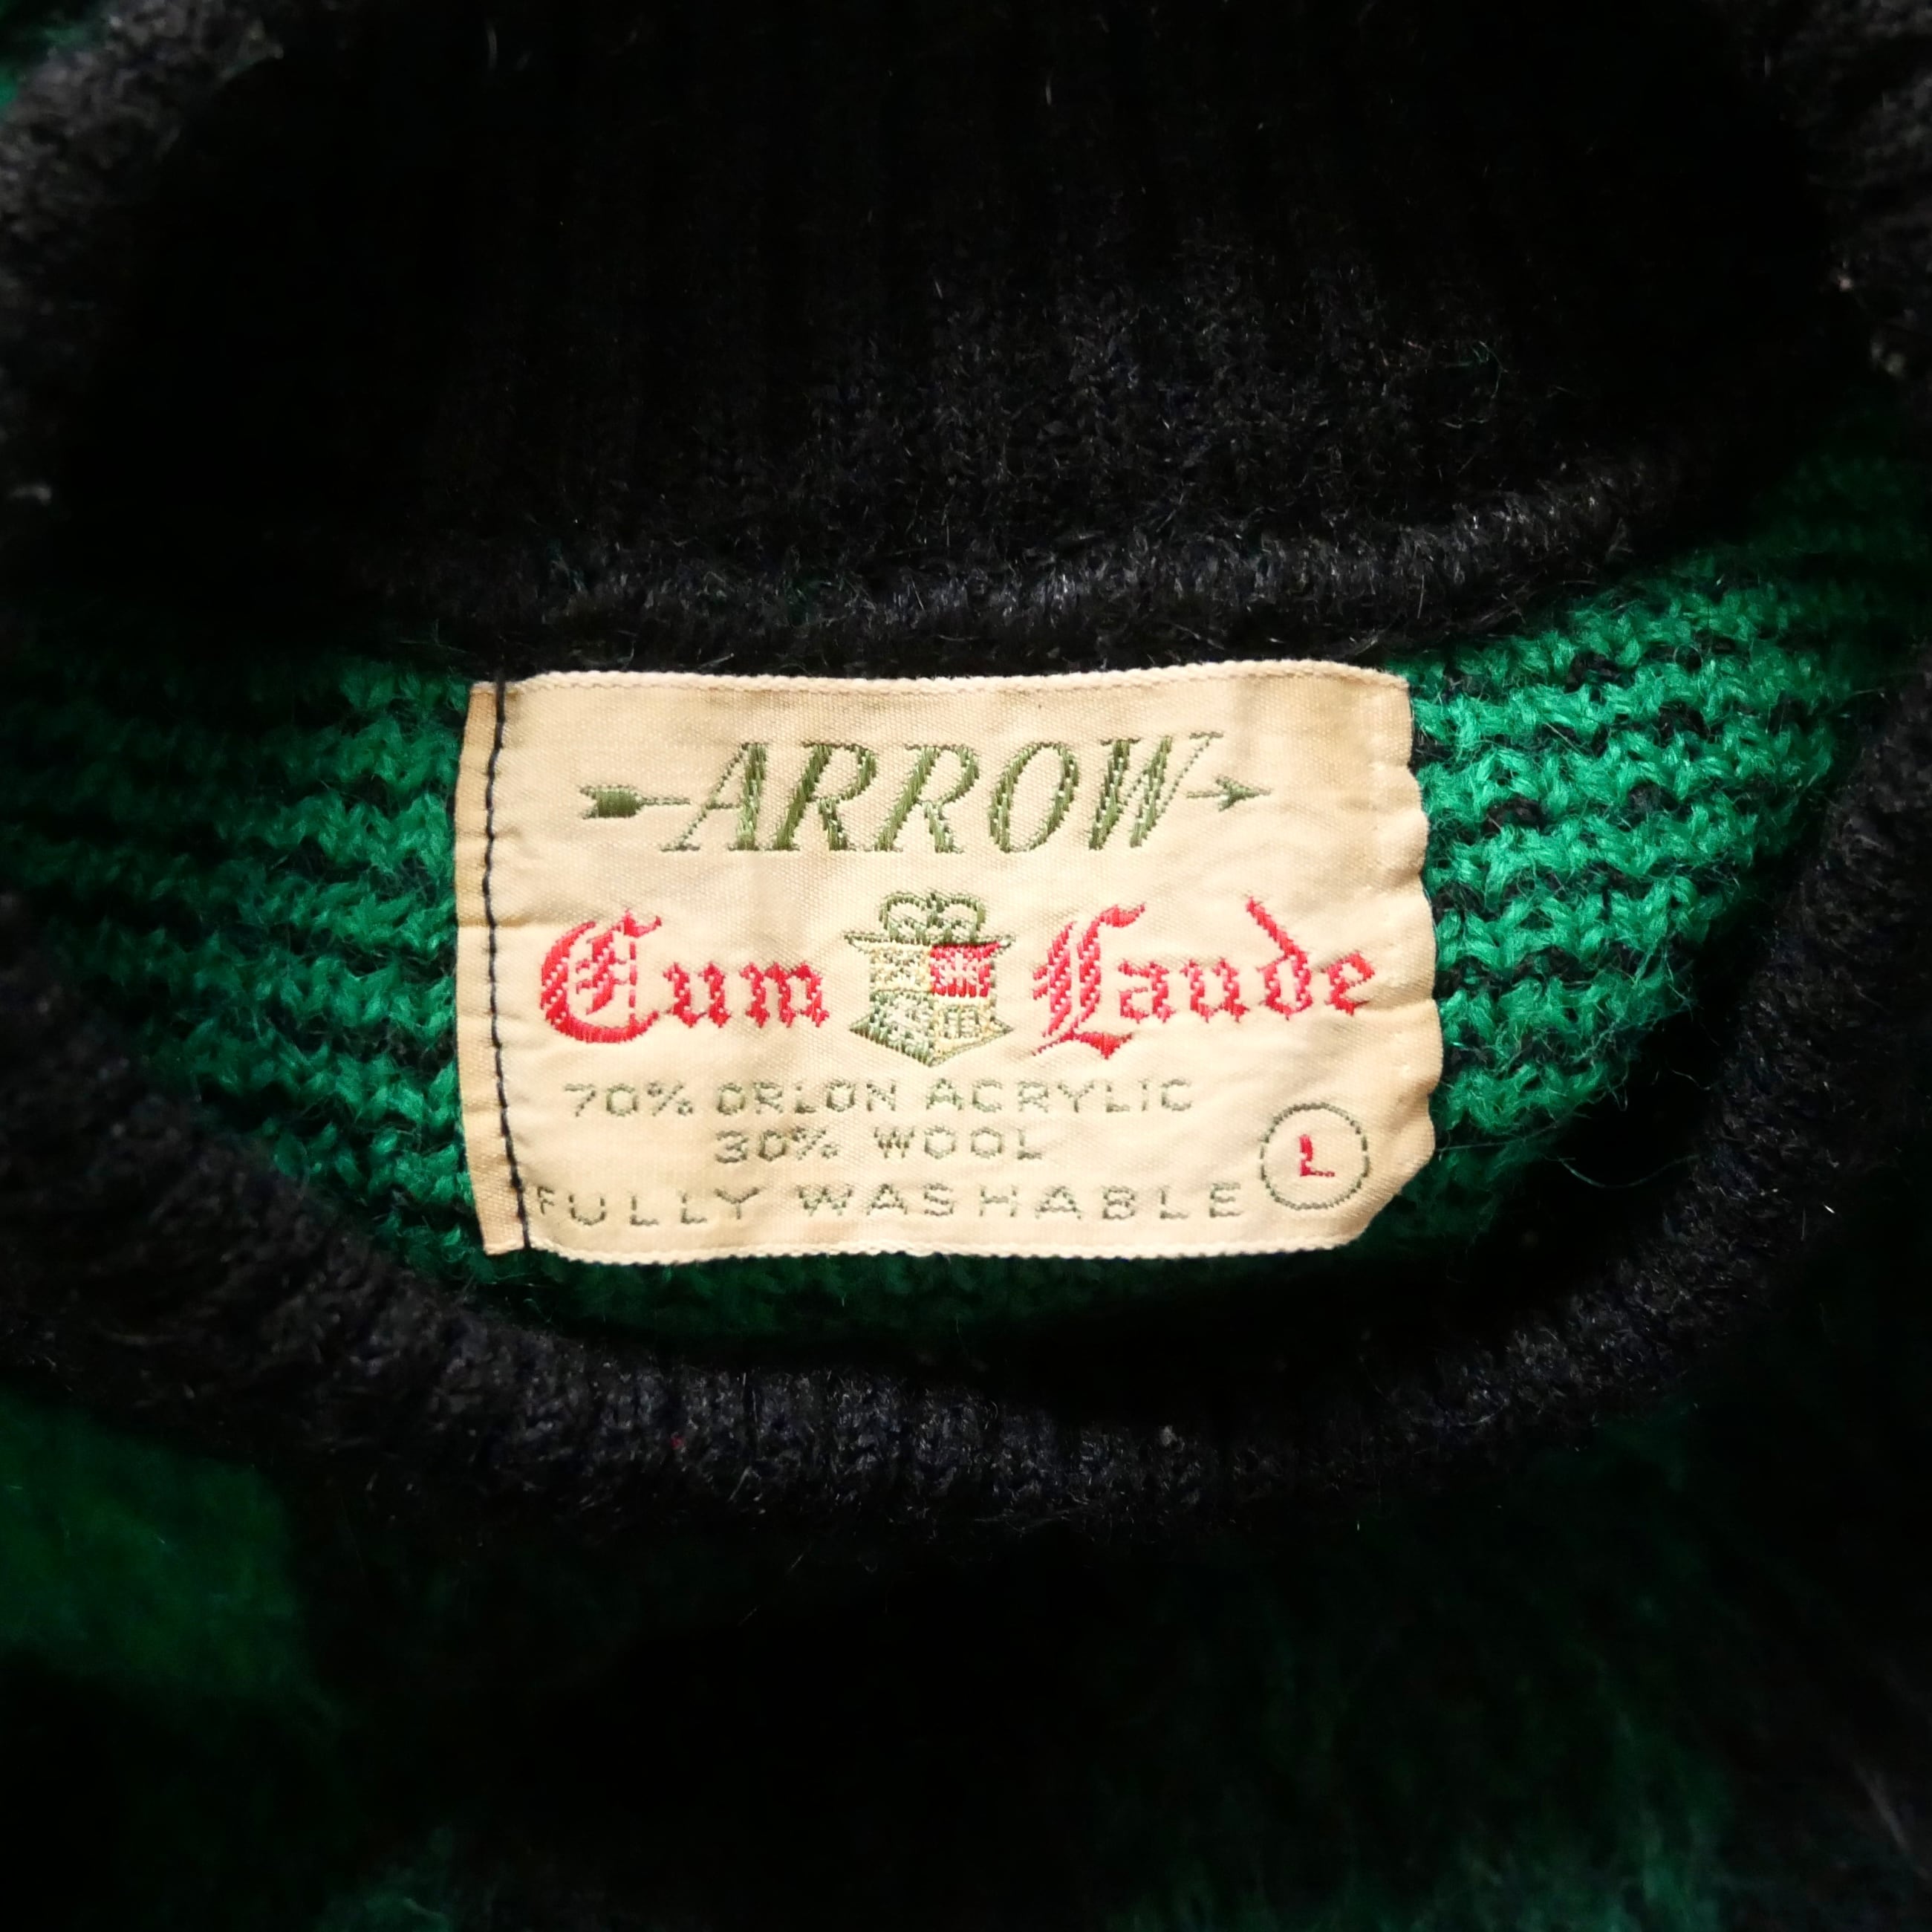 ARROW
Cum Laude
70% ORLON ACRYLIC
30% WOOL
L
FULLY WASHABLE